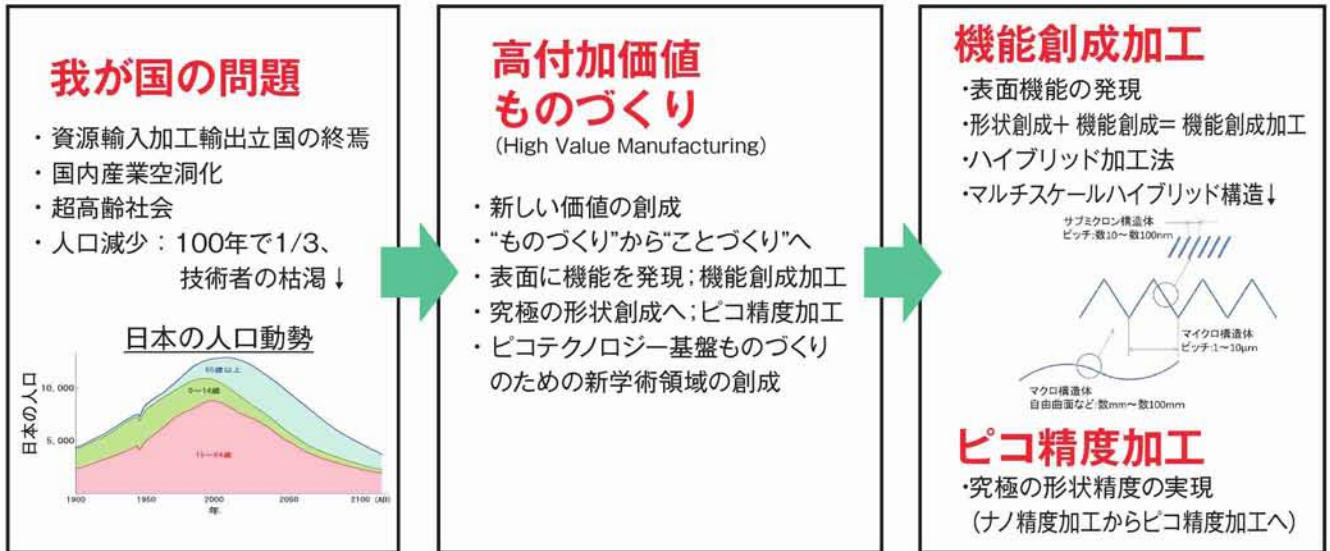 我が国の問題
・資源輸入加工輸出立国の終焉
・国内産業空洞化
・超高齢社会
・人口減少：100年で1/3、
技術者の枯渇↓
日本の人口動勢
日本の人口
10,000
5,000
65歳以上
0〜14歳
15〜64歳
1900
1950
2000
2050
2100 (AD)
年
高付加価値
ものづくり
(High Value Manufacturing)
・新しい価値の創成
・“ものづくり”から“ことづくり”へ
・表面に機能を発現；機能創成加工
・究極の形状創成へ；ピコ精度加工
・ピコテクノロジー基盤ものづくり
のための新学術領域の創成
機能創成加工
・表面機能の発現
・形状創成＋機能創成＝機能創成加工
・ハイブリッド加工法
・マルチスケールハイブリッド構造↓
サブミクロン構造体
ピッチ:数10〜数100nm
マイクロ構造体
ピッチ:1〜10μm
マクロ構造体
自由曲面など:数mm〜数100mm
ピコ精度加工
・究極の形状精度の実現
（ナノ精度加工からピコ精度加工へ）